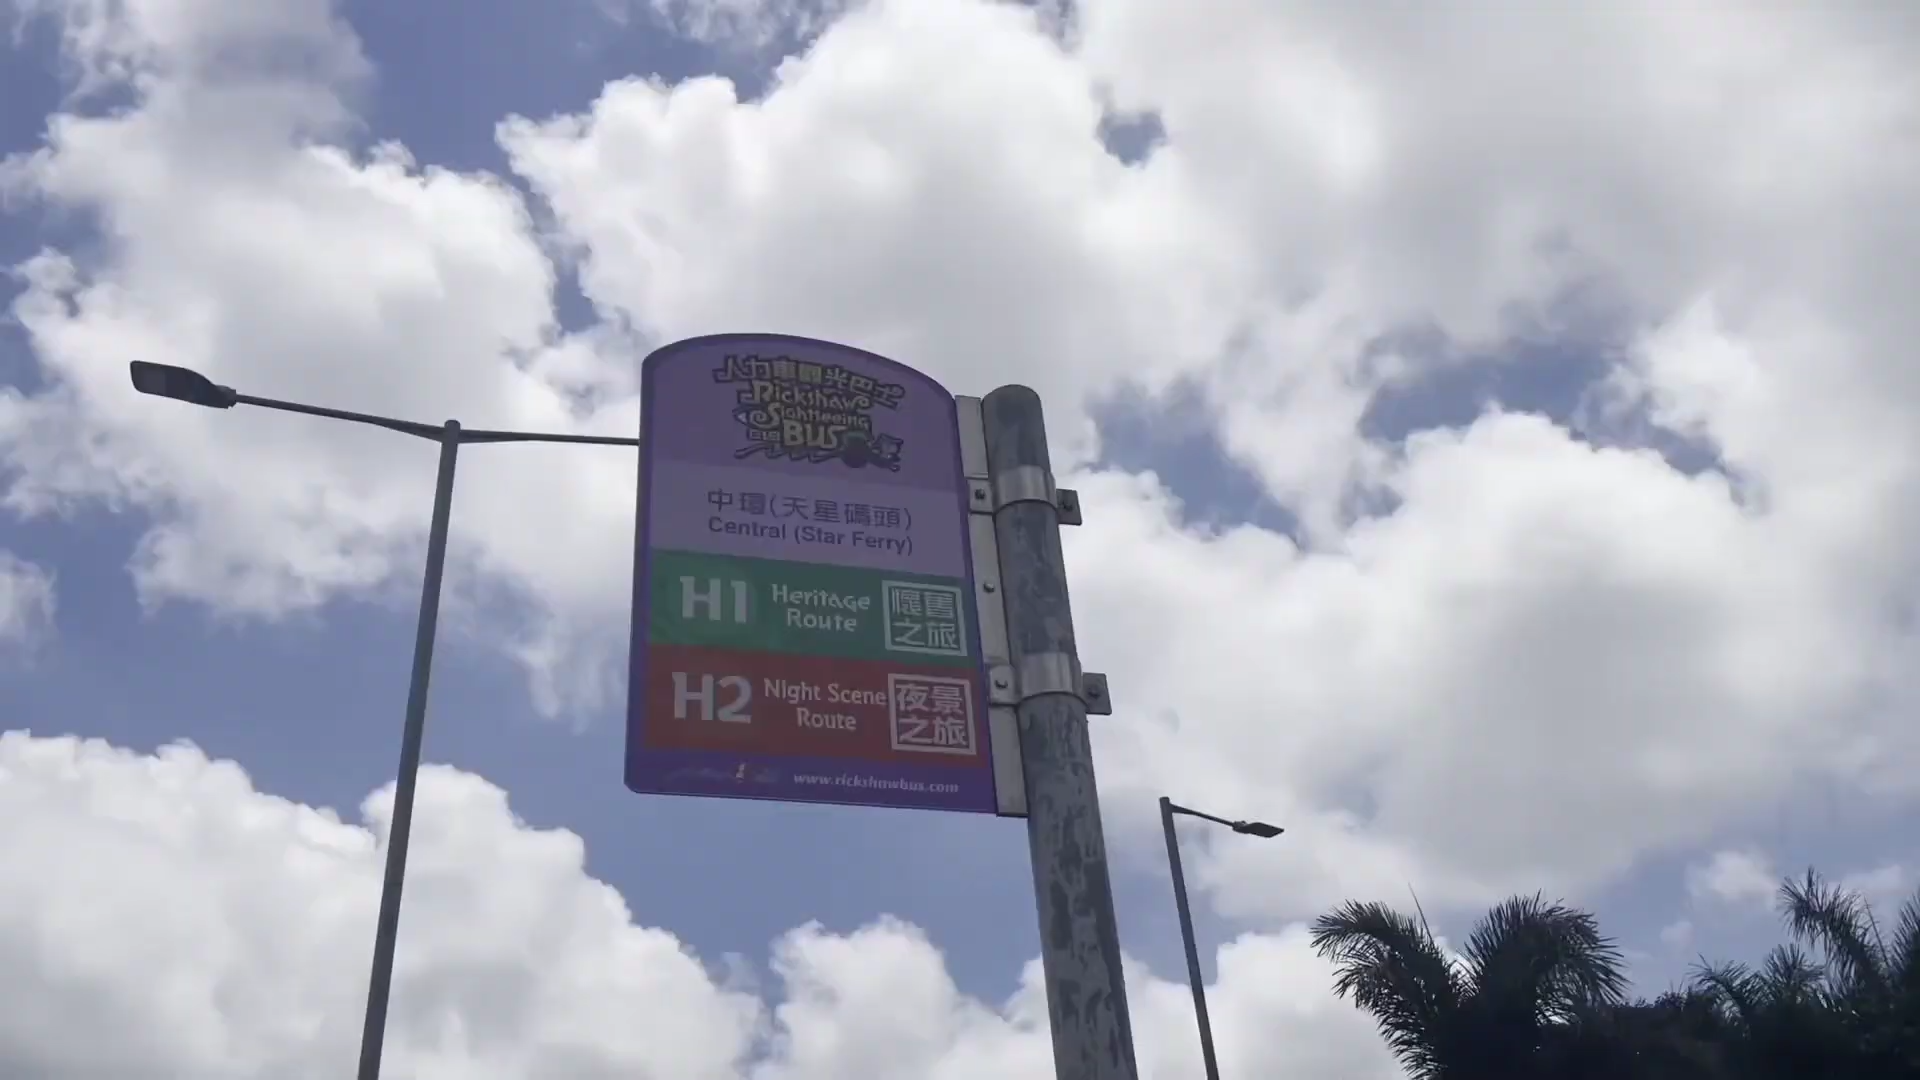 人力車觀光巴士
Rickshaw
Sightseeing
BUS
中環(天星碼頭)
Central (Star Ferry)
H1 Heritage Route 懷舊之旅
H2 Night Scene Route 夜景之旅
www.rickshawbus.com